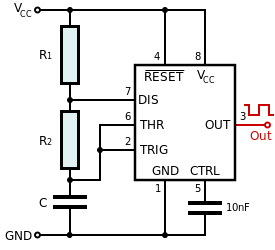 VCC
R1
4
8
RESET
VCC
7
DIS
6
THR
OUT
3
Out
R2
2
TRIG
GND
CTRL
C
1
5
10nF
GND